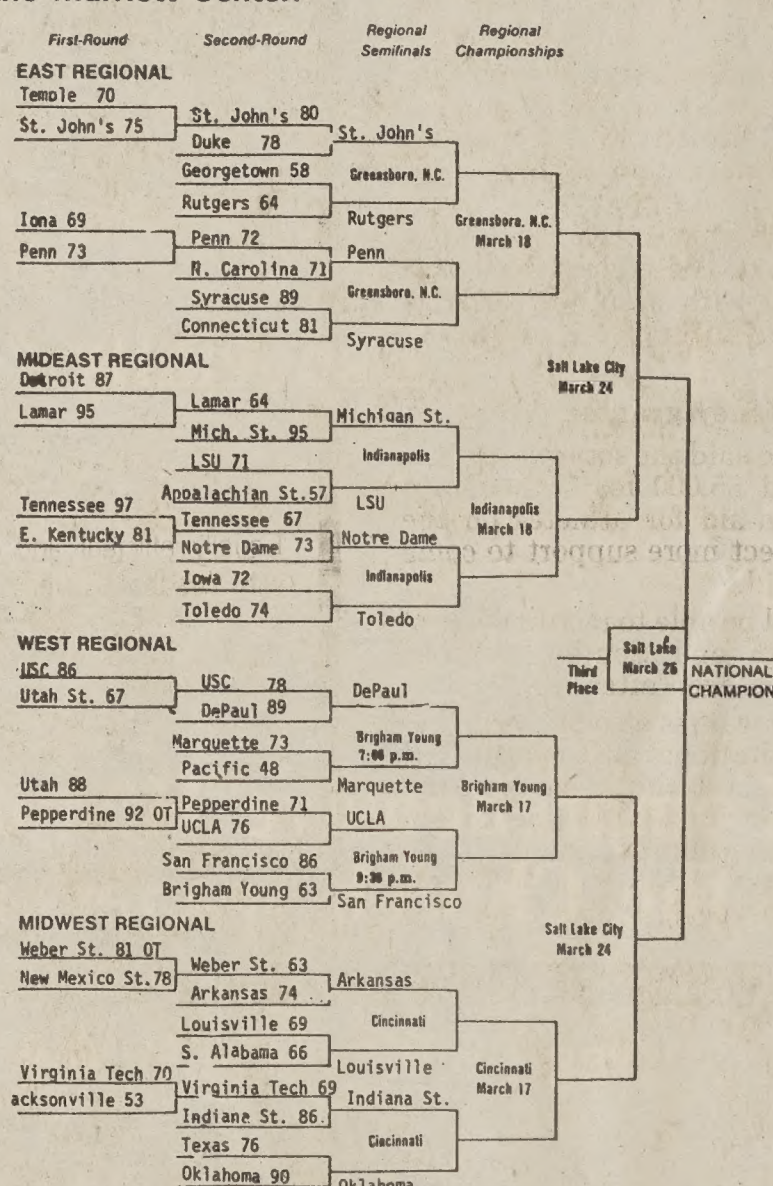 First-Round Second-Round Regional Semifinals Regional Championships
EAST REGIONAL
Temple 70
St. John's 75
St. John's 80
Duke 78
St. John's
Georgetown 58
Greensboro, N.C.
Rutgers 64
Rutgers
Greensboro, N.C.
March 18
Iona 69
Penn 73
Penn 72
Penn
N. Carolina 71
Syracuse 89
Greensboro, N.C.
Connecticut 81
Syracuse
Salt Lake City
March 24
MIDEAST REGIONAL
Detroit 87
Lamar 95
Lamar 64
Mich. St. 95
Michigan St.
LSU 71
Indianapolis
Appalachian St.57
LSU
Indianapolis
March 18
Tennessee 97
E. Kentucky 81
Tennessee 67
Notre Dame 73
Notre Dame
Iowa 72
Indianapolis
Toledo 74
Toledo
WEST REGIONAL
Third
Place
Salt Lake
March 26
NATIONAL
CHAMPION
USC 86
Utah St. 67
USC 78
DePaul 89
DePaul
Marquette 73
Pacific 48
Brigham Young
7:06 p.m.
Marquette
Brigham Young
March 17
Utah 88
Pepperdine 92 OT
Pepperdine 71
UCLA 76
UCLA
San Francisco 86
Brigham Young 63
Brigham Young
9:36 p.m.
San Francisco
MIDWEST REGIONAL
Salt Lake City
March 24
Weber St. 81 OT
New Mexico St.78
Weber St. 63
Arkansas 74
Arkansas
Louisville 69
Cincinnati
S. Alabama 66
Louisville
Cincinnati
March 17
Virginia Tech 70
acksonville 53
Virginia Tech 69
Indiana St. 86
Indiana St.
Texas 76
Cincinnati
Oklahoma 90
Oklahoma